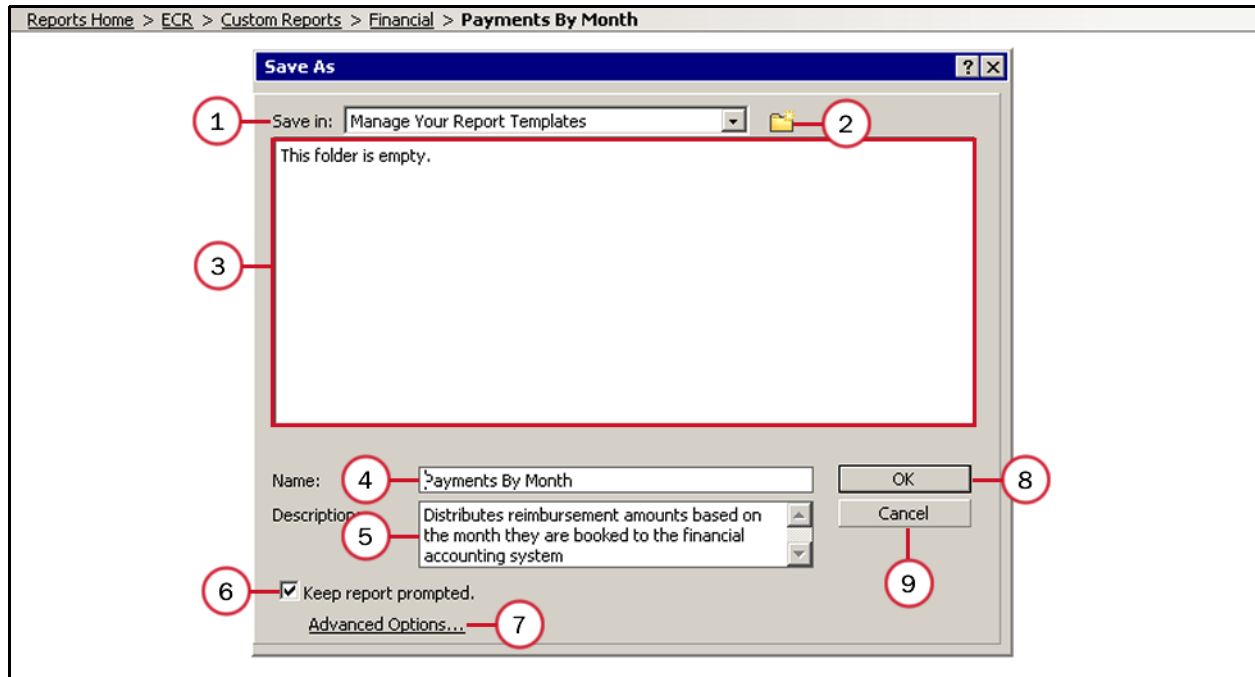 Reports Home > ECR > Custom Reports > Financial > Payments By Month
Save As
? ×
1 Save in: Manage Your Report Templates 2
This folder is empty.
3
Name: 4 Payments By Month OK 8
Description: 5 Distributes reimbursement amounts based on
the month they are booked to the financial
accounting system
Cancel
9
6 Keep report prompted.
Advanced Options... 7